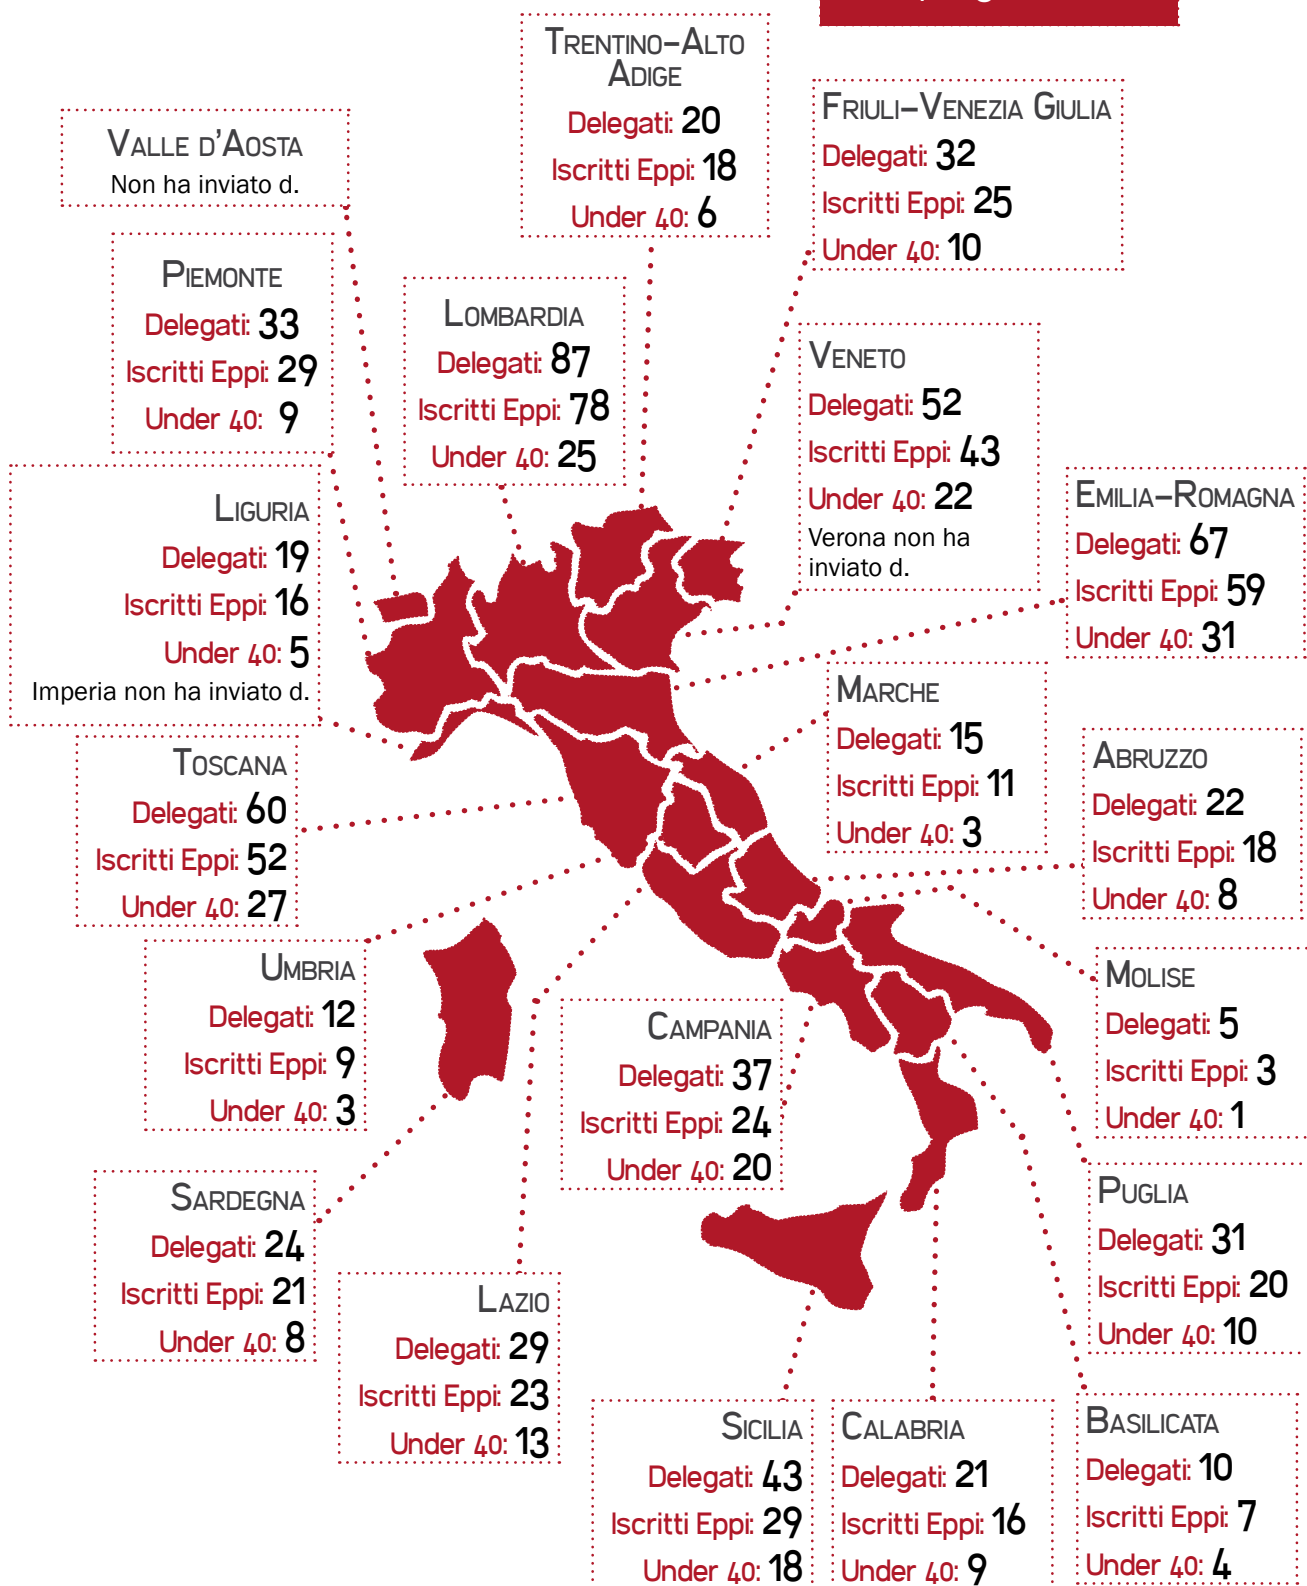 TRENTINO-ALTO
ADIGE
Delegati: 20
Iscritti Eppi: 18
Under 40: 6
FRIULI-VENEZIA GIULIA
Delegati: 32
Iscritti Eppi: 25
Under 40: 10
VALLE D'AOSTA
Non ha inviato d.
PIEMONTE
Delegati: 33
Iscritti Eppi: 29
Under 40: 9
LOMBARDIA
Delegati: 87
Iscritti Eppi: 78
Under 40: 25
VENETO
Delegati: 52
Iscritti Eppi: 43
Under 40: 22
Verona non ha
inviato d.
LIGURIA
Delegati: 19
Iscritti Eppi: 16
Under 40: 5
Imperia non ha inviato d.
EMILIA-ROMAGNA
Delegati: 67
Iscritti Eppi: 59
Under 40: 31
MARCHE
Delegati: 15
Iscritti Eppi: 11
Under 40: 3
TOSCANA
Delegati: 60
Iscritti Eppi: 52
Under 40: 27
ABRUZZO
Delegati: 22
Iscritti Eppi: 18
Under 40: 8
UMBRIA
Delegati: 12
Iscritti Eppi: 9
Under 40: 3
MOLISE
Delegati: 5
Iscritti Eppi: 3
Under 40: 1
CAMPANIA
Delegati: 37
Iscritti Eppi: 24
Under 40: 20
SARDEGNA
Delegati: 24
Iscritti Eppi: 21
Under 40: 8
PUGLIA
Delegati: 31
Iscritti Eppi: 20
Under 40: 10
LAZIO
Delegati: 29
Iscritti Eppi: 23
Under 40: 13
SICILIA
Delegati: 43
Iscritti Eppi: 29
Under 40: 18
CALABRIA
Delegati: 21
Iscritti Eppi: 16
Under 40: 9
BASILICATA
Delegati: 10
Iscritti Eppi: 7
Under 40: 4